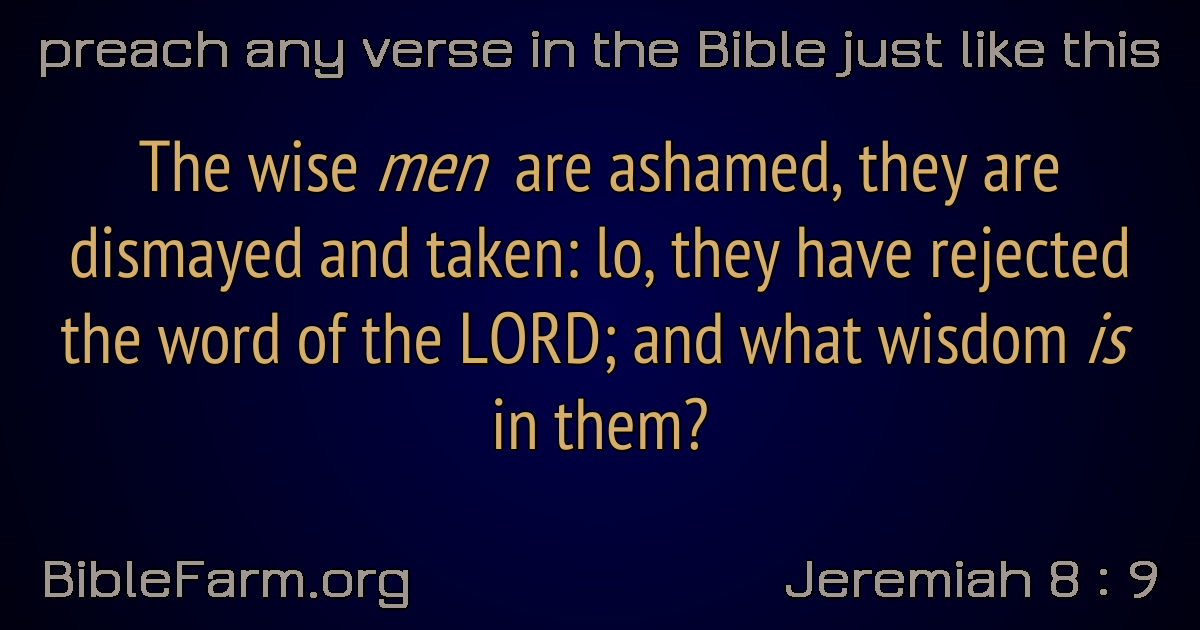 preach any verse in the Bible just like this
The wise men are ashamed, they are
dismayed and taken: lo, they have rejected
the word of the LORD; and what wisdom is
in them?
BibleFarm.org
Jeremiah 8 : 9